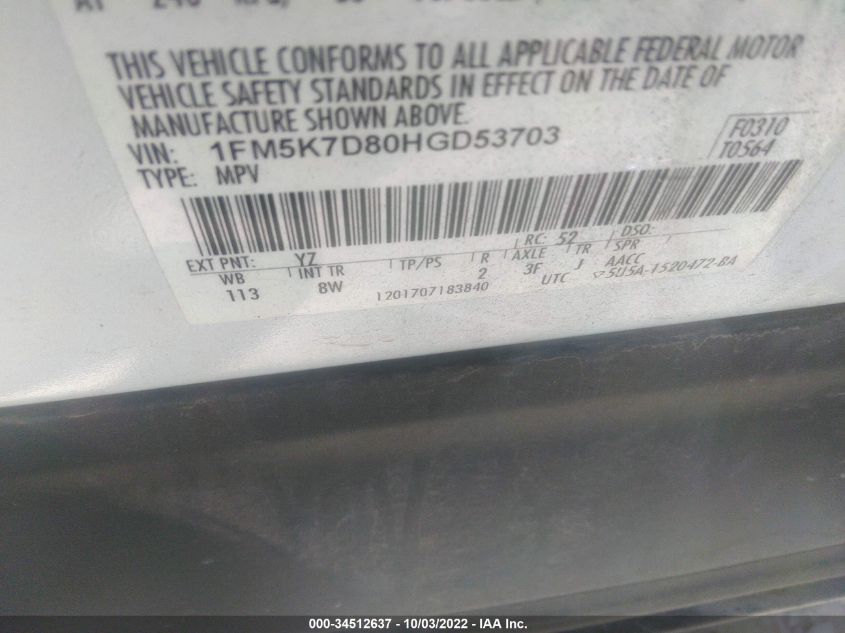 AT 240
THIS VEHICLE CONFORMS TO ALL APPLICABLE FEDERAL MOTOR
VEHICLE SAFETY STANDARDS IN EFFECT ON THE DATE OF
MANUFACTURE SHOWN ABOVE.
VIN: 1FM5K7D80HGD53703
F0310
TYPE: MPV
T0564
EXT PNT: YZ RC: 52 DSO:
WB INT TR TP/PS R AXLE TR SPR
113 8W 2 3F J AACC
1201707183840 UTC 5U5A-1520472-BA
000-34512637 - 10/03/2022 - IAA Inc.